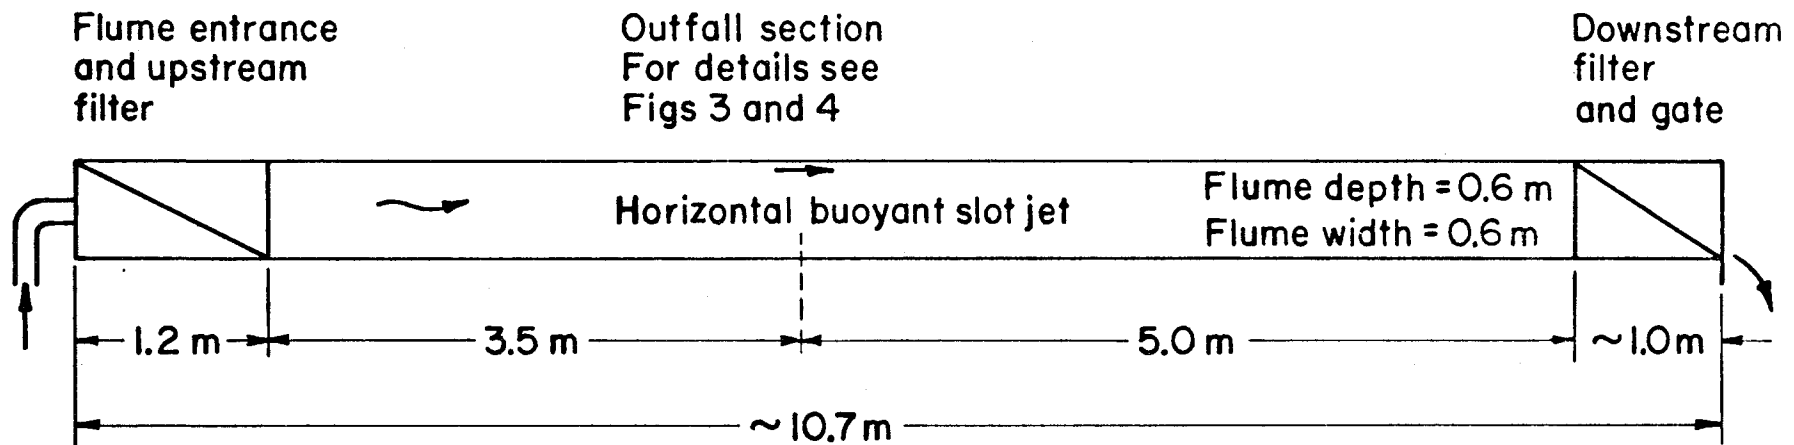 Flume entrance
and upstream
filter
Outfall section
For details see
Figs 3 and 4
Downstream
filter
and gate
Horizontal buoyant slot jet
Flume depth = 0.6 m
Flume width = 0.6 m
1.2 m
3.5 m
5.0 m
~1.0 m
~10.7 m